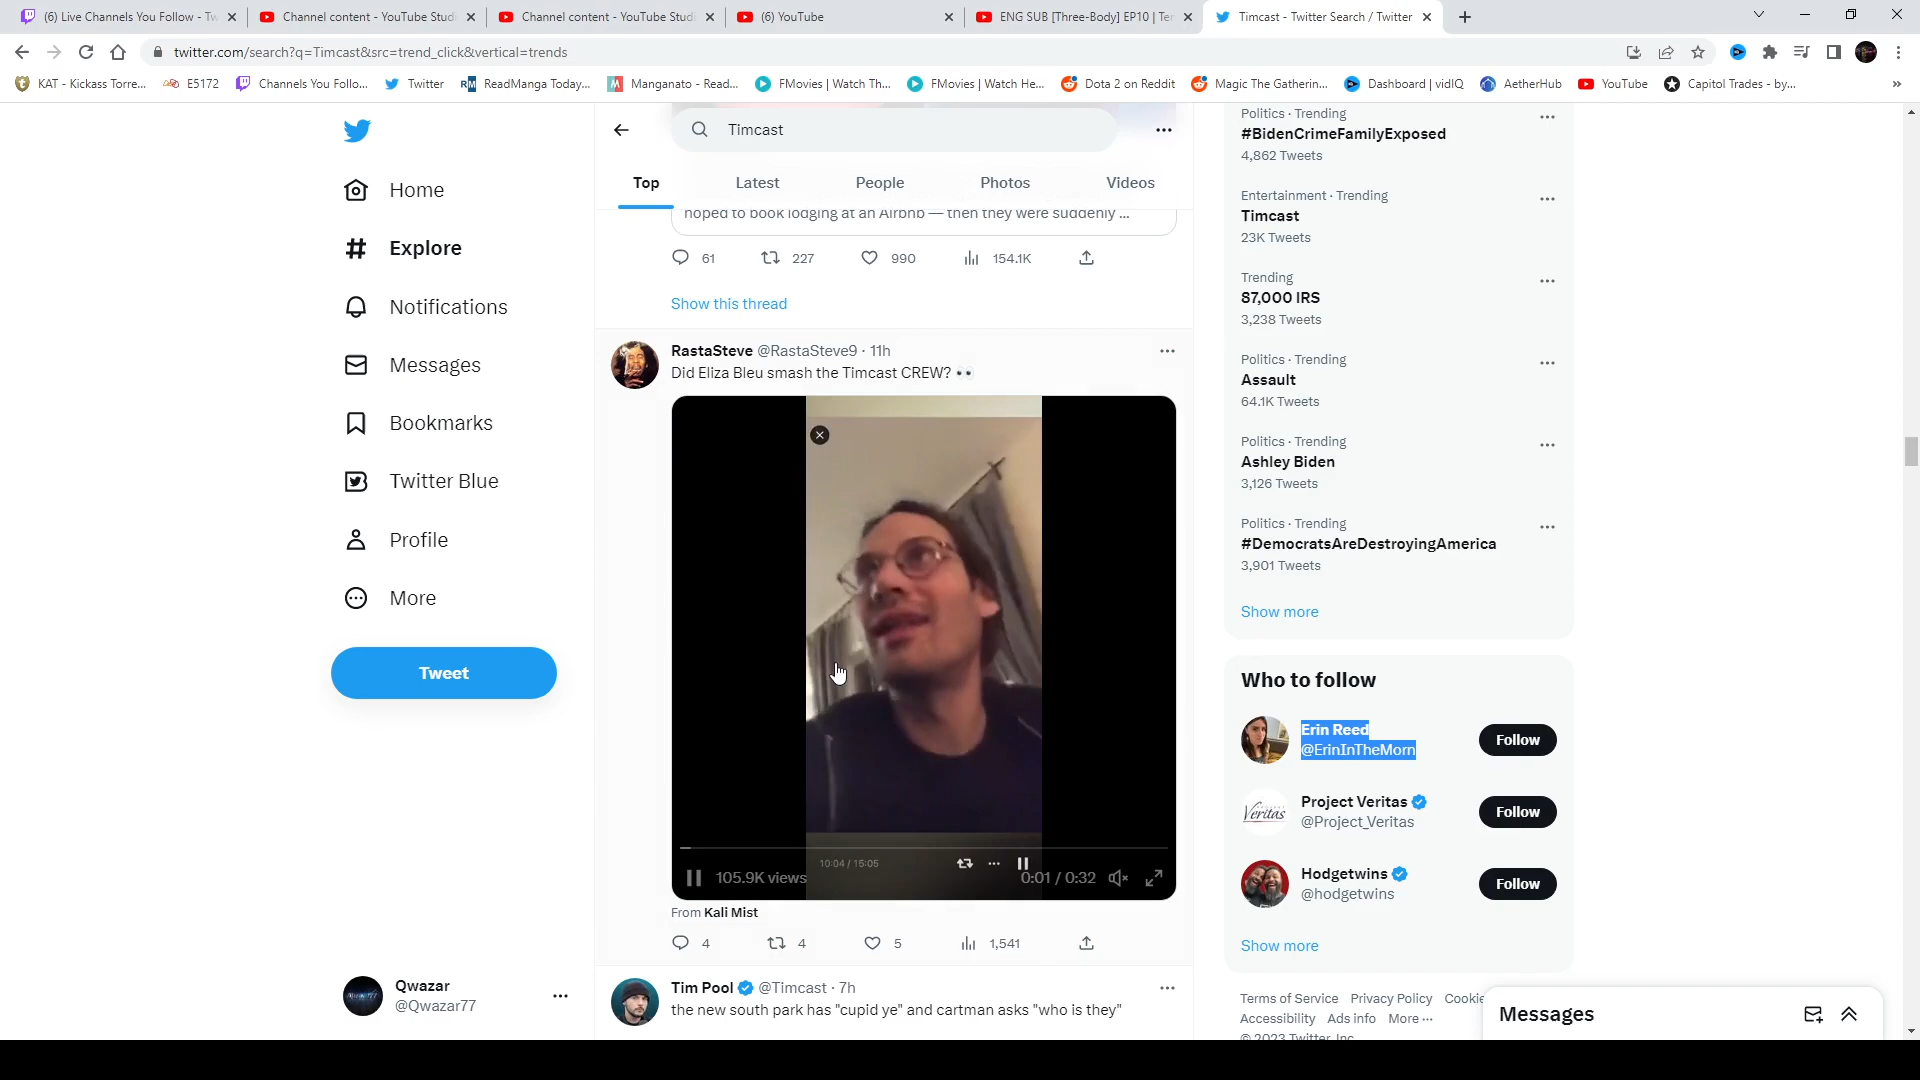 (6) Live Channels You Follow - Tw
Channel content - YouTube Studi
Channel content - YouTube Studi
(6) YouTube
ENG SUB [Three-Body] EP10 | Ter
Timcast - Twitter Search / Twitter
twitter.com/search?q=Timcast&src=trend_click&vertical=trends
KAT - Kickass Torre...
E5172
Channels You Follo...
Twitter
ReadManga Today...
Manganato - Read...
FMovies | Watch Th...
FMovies | Watch He...
Dota 2 on Reddit
Magic The Gatherin...
Dashboard | vidIQ
AetherHub
YouTube
Capitol Trades - by...
Home
Explore
Notifications
Messages
Bookmarks
Twitter Blue
Profile
More
Tweet
Qwazar
@Qwazar77
Timcast
Top
Latest
People
Photos
Videos
hoped to book lodging at an Airbnb — then they were suddenly ...
61 227 990 154.1K
Show this thread
RastaSteve @RastaSteve9 · 11h
Did Eliza Bleu smash the Timcast CREW? 👀
10:04 / 15:05
105.9K views
0:01 / 0:32
From Kali Mist
4 4 5 1,541
Tim Pool @Timcast · 7h
the new south park has "cupid ye" and cartman asks "who is they"
Politics · Trending
#BidenCrimeFamilyExposed
4,862 Tweets
Entertainment · Trending
Timcast
23K Tweets
Trending
87,000 IRS
3,238 Tweets
Politics · Trending
Assault
64.1K Tweets
Politics · Trending
Ashley Biden
3,126 Tweets
Politics · Trending
#DemocratsAreDestroyingAmerica
3,901 Tweets
Show more
Who to follow
Erin Reed
@ErinInTheMorn
Follow
Project Veritas
@Project_Veritas
Follow
Hodgetwins
@hodgetwins
Follow
Show more
Terms of Service Privacy Policy Cookie
Accessibility Ads info More ···
© 2023 Twitter, Inc.
Messages